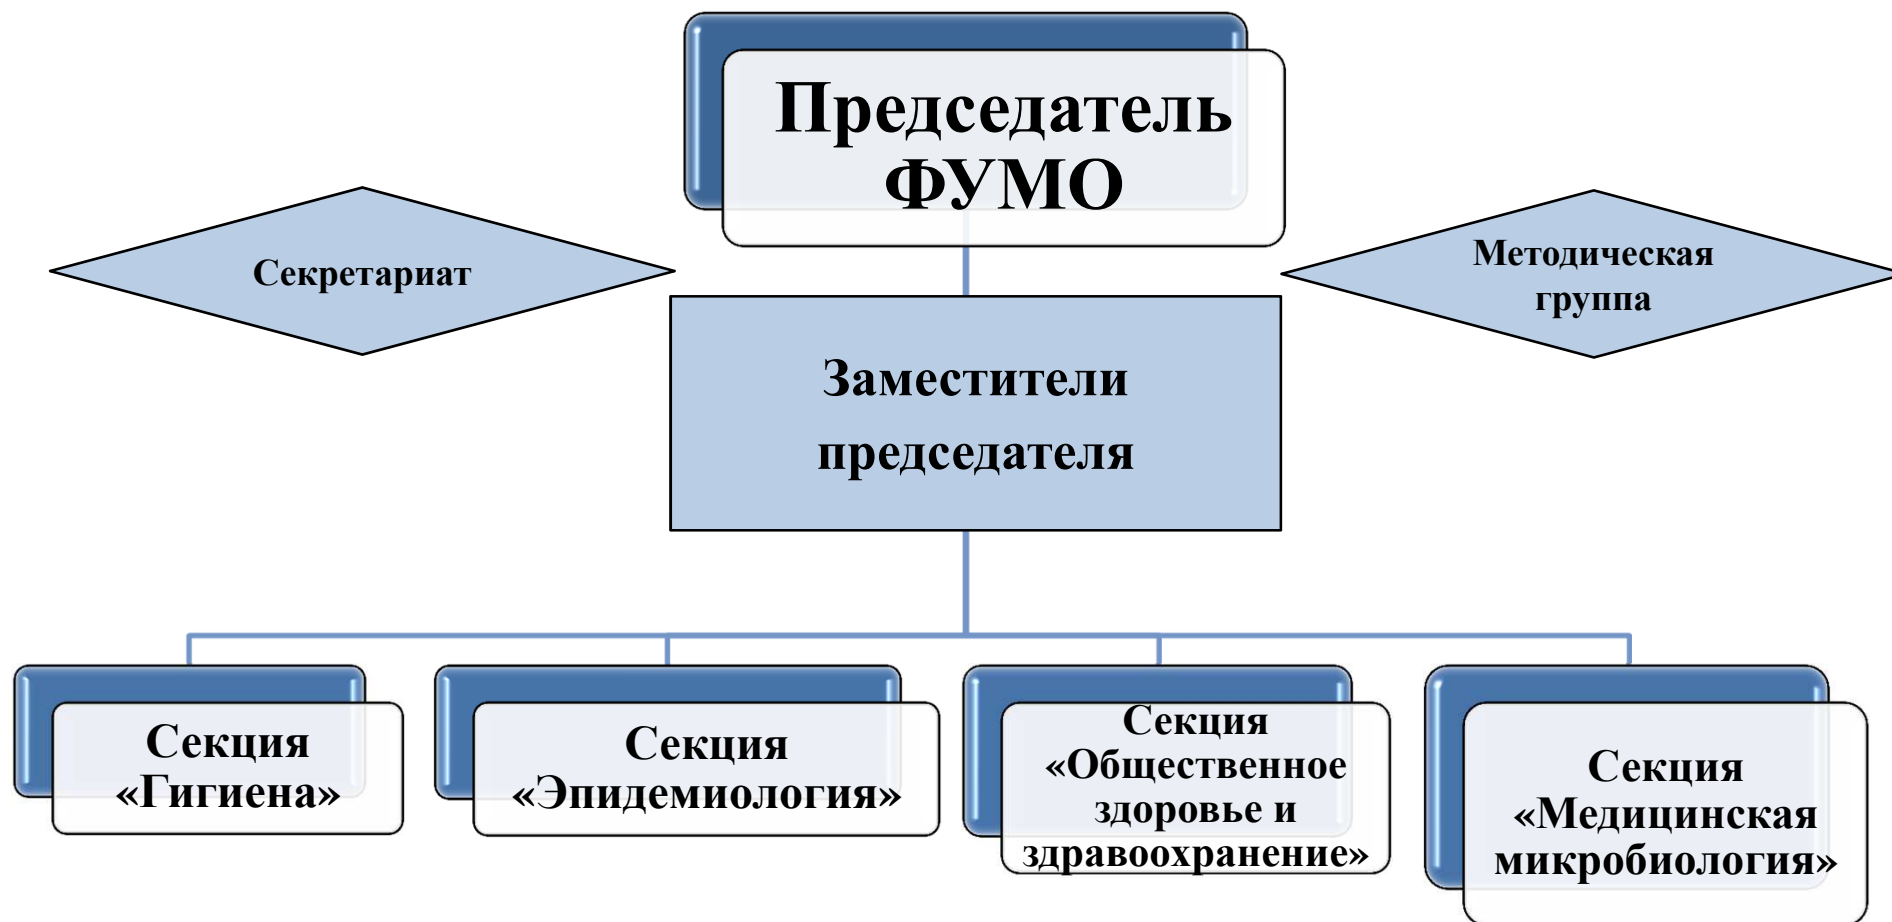 Председатель
ФУМО
Секретариат
Методическая
группа
Заместители
председателя
Секция
«Гигиена»
Секция
«Эпидемиология»
Секция
«Общественное
здоровье и
здравоохранение»
Секция
«Медицинская
микробиология»